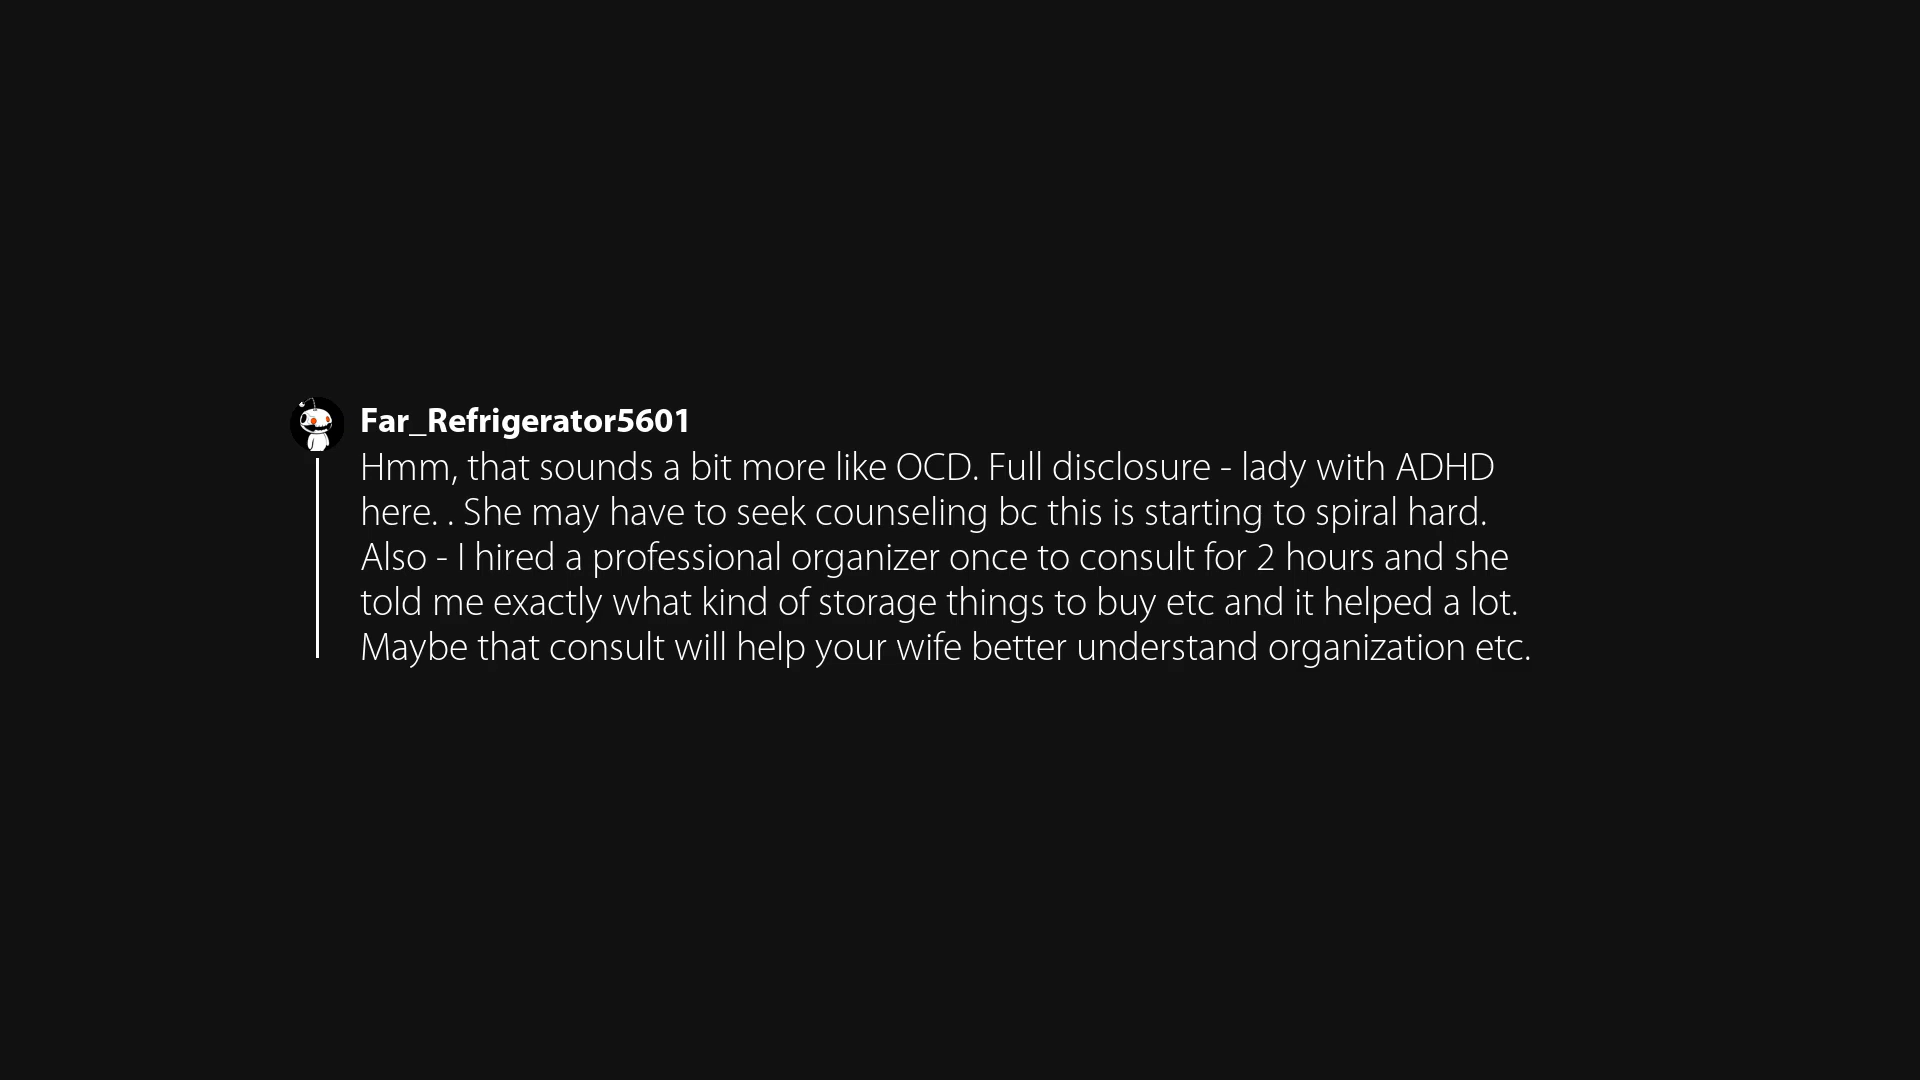 Far_Refrigerator5601
Hmm, that sounds a bit more like OCD. Full disclosure - lady with ADHD
here. . She may have to seek counseling bc this is starting to spiral hard.
Also - I hired a professional organizer once to consult for 2 hours and she
told me exactly what kind of storage things to buy etc and it helped a lot.
Maybe that consult will help your wife better understand organization etc.